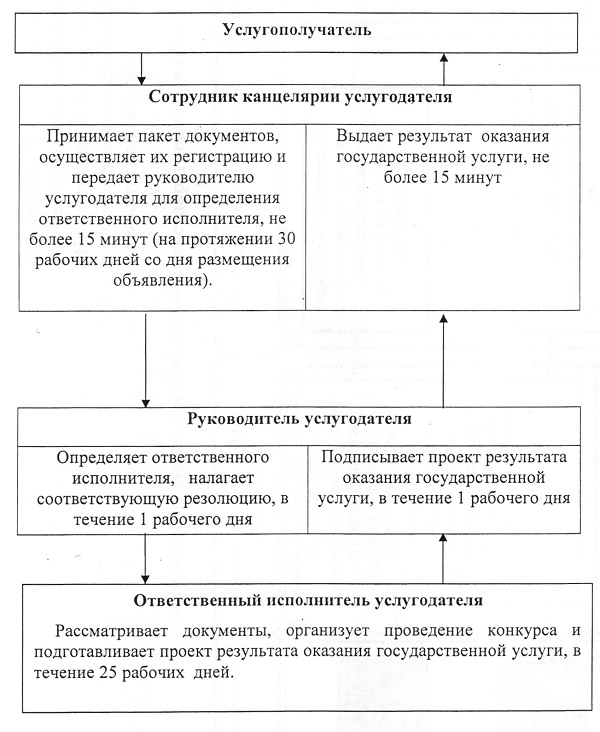 Услугополучатель
Сотрудник канцелярии услугодателя
Принимает пакет документов,
осуществляет их регистрацию и
передает руководителю
услугодателя для определения
ответственного исполнителя, не
более 15 минут (на протяжении 30
рабочих дней со дня размещения
объявления).
Выдает результат оказания
государственной услуги, не
более 15 минут
Руководитель услугодателя
Определяет ответственного
исполнителя, налагает
соответствующую резолюцию, в
течение 1 рабочего дня
Подписывает проект результата
оказания государственной
услуги, в течение 1 рабочего дня
Ответственный исполнитель услугодателя
Рассматривает документы, организует проведение конкурса и
подготавливает проект результата оказания государственной услуги, в
течение 25 рабочих дней.